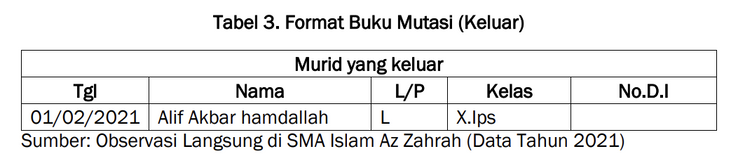 Tabel 3. Format Buku Mutasi (Keluar)
Murid yang keluar
Tgl Nama L/P Kelas No.D.I
01/02/2021 Alif Akbar hamdallah L X.Ips
Sumber: Observasi Langsung di SMA Islam Az Zahrah (Data Tahun 2021)